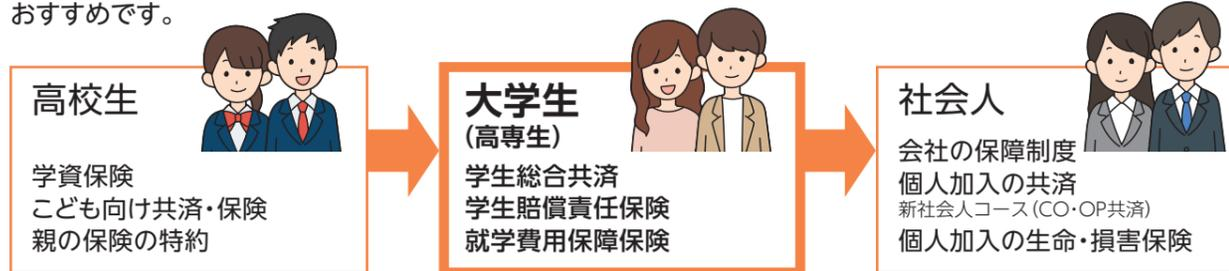 おすすめです。
高校生
学資保険
こども向け共済・保険
親の保険の特約
大学生
(高専生)
学生総合共済
学生賠償責任保険
就学費用保障保険
社会人
会社の保障制度
個人加入の共済
新社会人コース(CO・OP共済)
個人加入の生命・損害保険